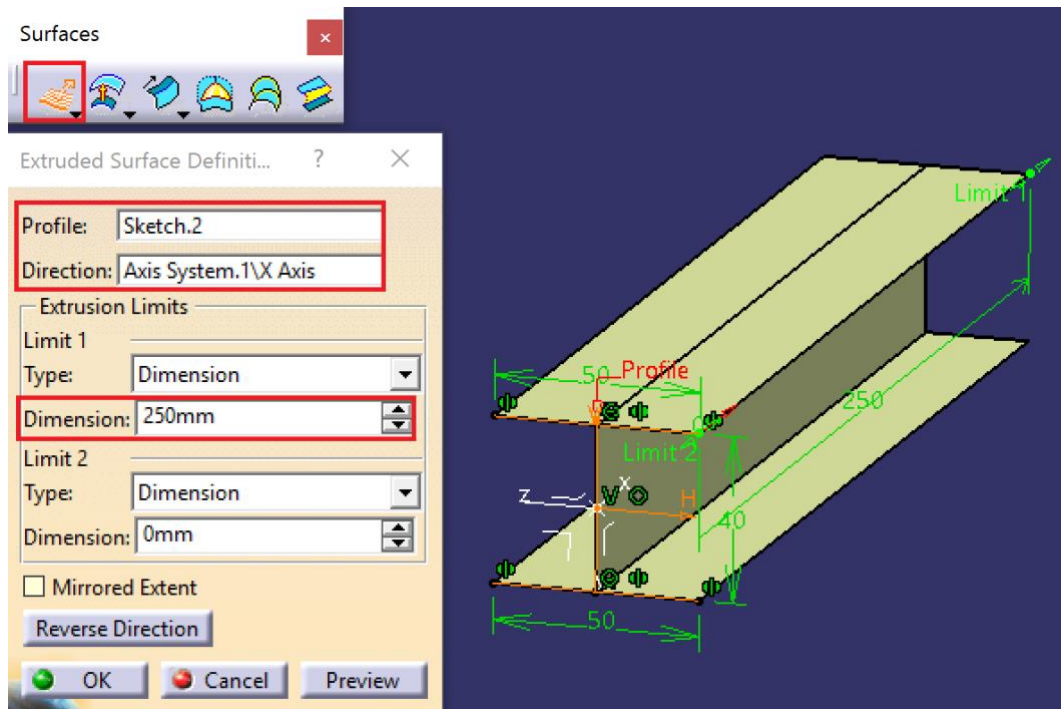 Surfaces
Extruded Surface Definiti...
Profile: Sketch.2
Direction: Axis System.1\X Axis
Extrusion Limits
Limit 1
Type: Dimension
Dimension: 250mm
Limit 2
Type: Dimension
Dimension: 0mm
Mirrored Extent
Reverse Direction
OK
Cancel
Preview
Limit 1
50
Profile
250
Limit 2
z
x
V
H
40
50